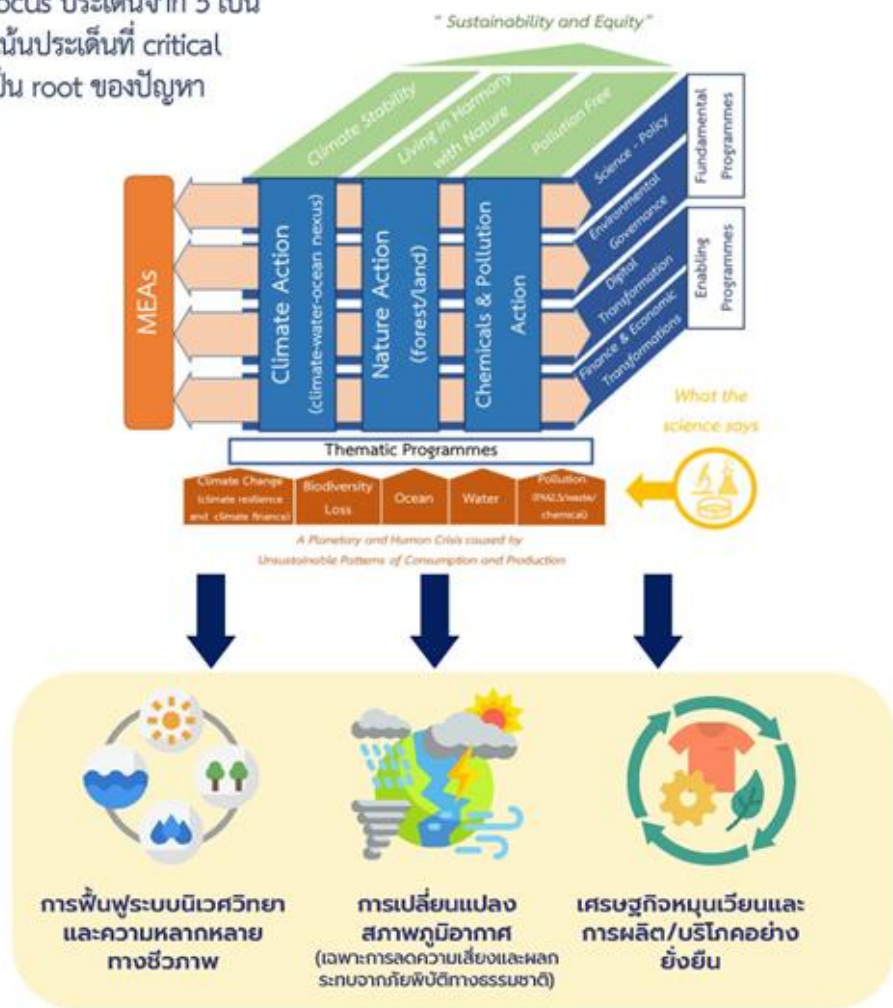 ประเด็นจาก 5 เป็น
น้นประเด็นที่ critical
ป็น root ของปัญหา
" Sustainability and Equity"
Climate Stability
Living in Harmony
with Nature
Pollution Free
Science - Policy
Environmental
Governance
Digital
Transformation
Finance & Economic
Transformations
Fundamental
Programmes
Enabling
Programmes
MEAs
Climate Action
(climate-water-ocean nexus)
Nature Action
(forest/land)
Chemicals & Pollution
Action
What the
science says
Thematic Programmes
Climate Change
(climate resilience
and climate finance)
Biodiversity
Loss
Ocean
Water
Pollution
(PM2.5/waste/
chemical)
A Planetary and Human Crisis caused by
Unsustainable Patterns of Consumption and Production
การฟื้นฟูระบบนิเวศวิทยา
และความหลากหลาย
ทางชีวภาพ
การเปลี่ยนแปลง
สภาพภูมิอากาศ
(เฉพาะการลดความเสี่ยงและผลก
ระทบจากภัยพิบัติทางธรรมชาติ)
เศรษฐกิจหมุนเวียนและ
การผลิต/บริโภคอย่าง
ยั่งยืน